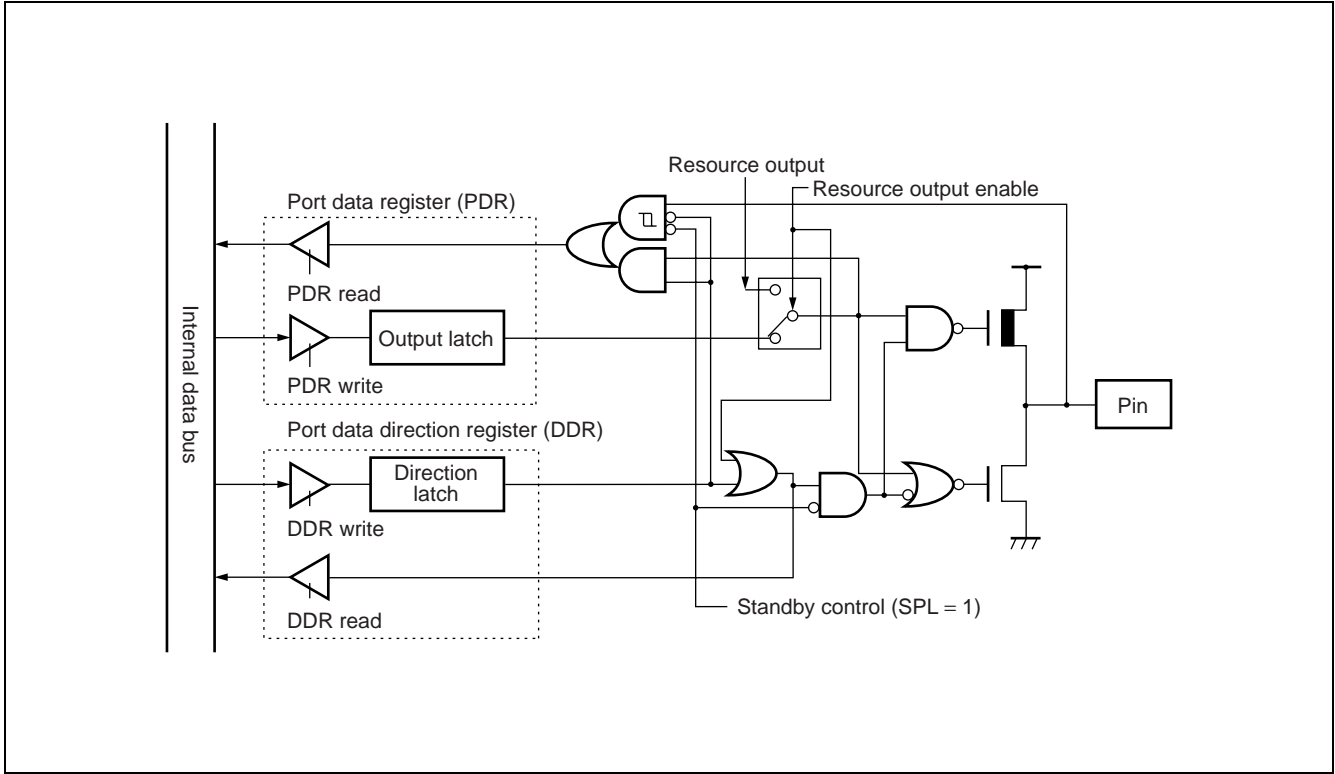 Resource output
Resource output enable
Port data register (PDR)
PDR read
Output latch
PDR write
Internal data bus
Pin
Port data direction register (DDR)
Direction
latch
DDR write
DDR read
Standby control (SPL = 1)